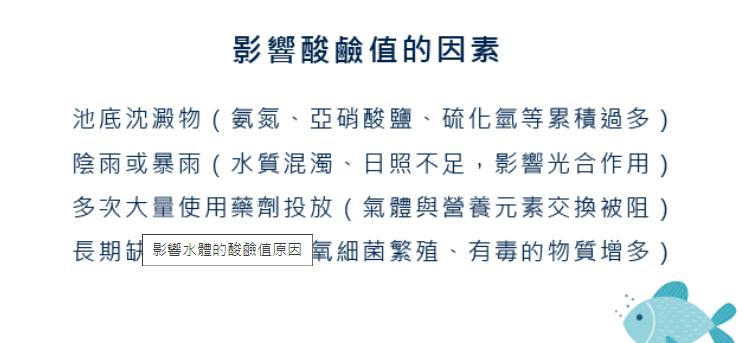 影響酸鹼值的因素
池底沈澱物（氨氮、亞硝酸鹽、硫化氫等累積過多）
陰雨或暴雨（水質混濁、日照不足，影響光合作用）
多次大量使用藥劑投放（氣體與營養元素交換被阻）
長期缺
影響水體的酸鹼值原因
氧細菌繁殖、有毒的物質增多）